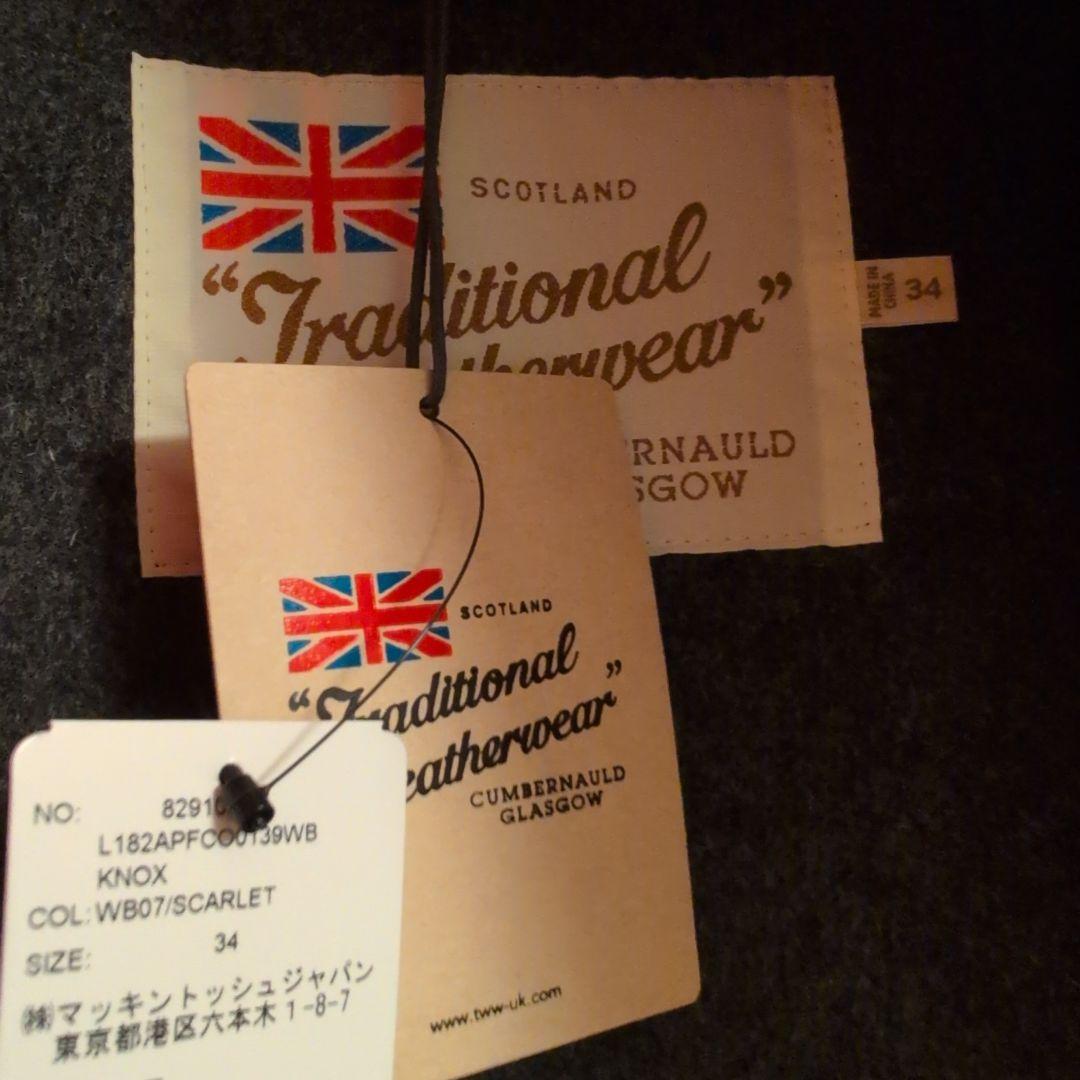 SCOTLAND
“Traditional
”
MADE IN
CHINA
34
GLASGOW
SCOTLAND
“Traditional
Weatherwear”
CUMBERNAULD
GLASGOW
www.tww-uk.com
NO:
L182APFCO0139WB
KNOX
COL: WB07/SCARLET
SIZE: 34
㈱マッキントッシュジャパン
東京都港区六本木1-8-7